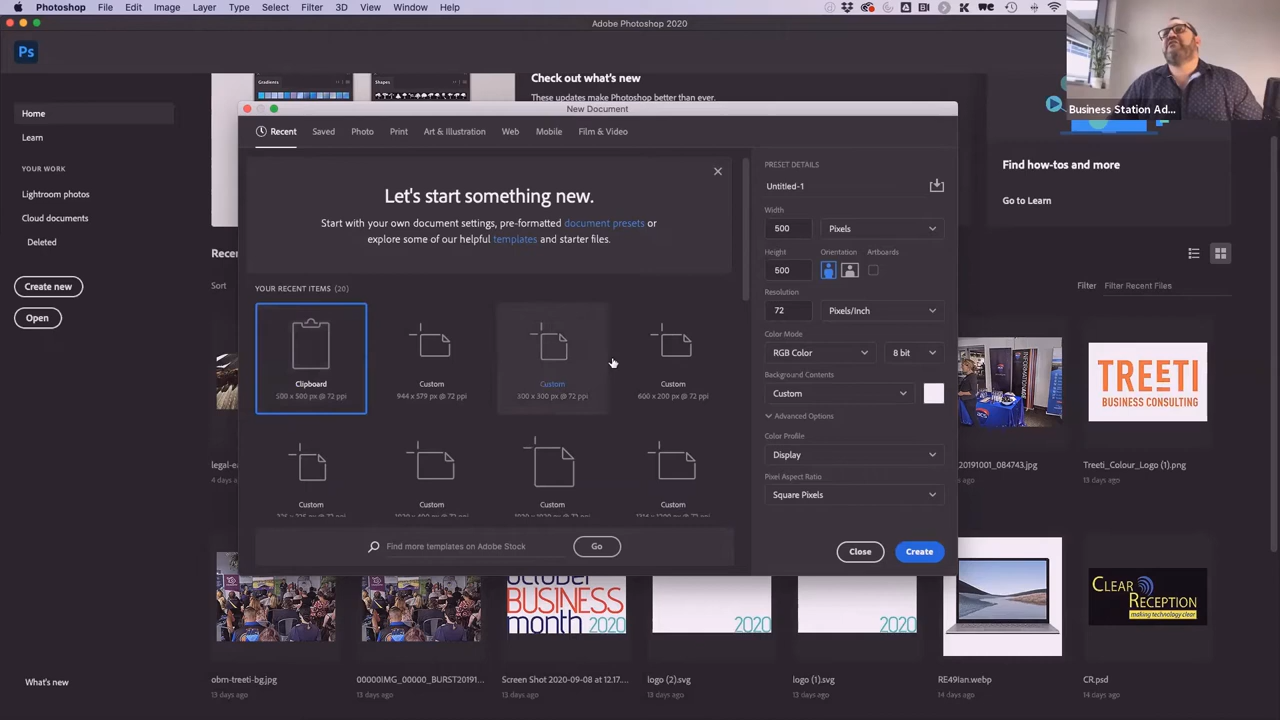 Photoshop File Edit Image Layer Type Select Filter 3D View Window Help
Adobe Photoshop 2020
Ps
Business Station Ad...
Gradients
Shapes
Check out what's new
These updates make Photoshop better than ever.
Home
Learn
YOUR WORK
Lightroom photos
Cloud documents
Deleted
Create new
Open
What's new
Find how-tos and more
Go to Learn
Recent
Sort
Filter Filter Recent Files
New Document
Recent Saved Photo Print Art & Illustration Web Mobile Film & Video
Let's start something new.
Start with your own document settings, pre-formatted document presets or
explore some of our helpful templates and starter files.
YOUR RECENT ITEMS (20)
Clipboard
500 x 500 px @ 72 ppi
Custom
944 x 579 px @ 72 ppi
Custom
300 x 300 px @ 72 ppi
Custom
600 x 200 px @ 72 ppi
Custom
Custom
Custom
Custom
Find more templates on Adobe Stock Go
PRESET DETAILS
Untitled-1
Width
500 Pixels
Height Orientation Artboards
500
Resolution
72 Pixels/Inch
Color Mode
RGB Color 8 bit
Background Contents
Custom
Advanced Options
Color Profile
Display
Pixel Aspect Ratio
Square Pixels
Close Create
20191001_084743.jpg
13 days ago
TREETI
BUSINESS CONSULTING
Treeti_Colour_Logo (1).png
13 days ago
obm-treeti-bg.jpg
13 days ago
00000IMG_00000_BURST201911...
13 days ago
october
BUSINESS
month 2020
Screen Shot 2020-09-08 at 12.17....
13 days ago
2020
logo (2).svg
13 days ago
2020
logo (1).svg
13 days ago
RE49Ian.webp
14 days ago
CLEAR
RECEPTION
making technology clear
CR.psd
14 days ago